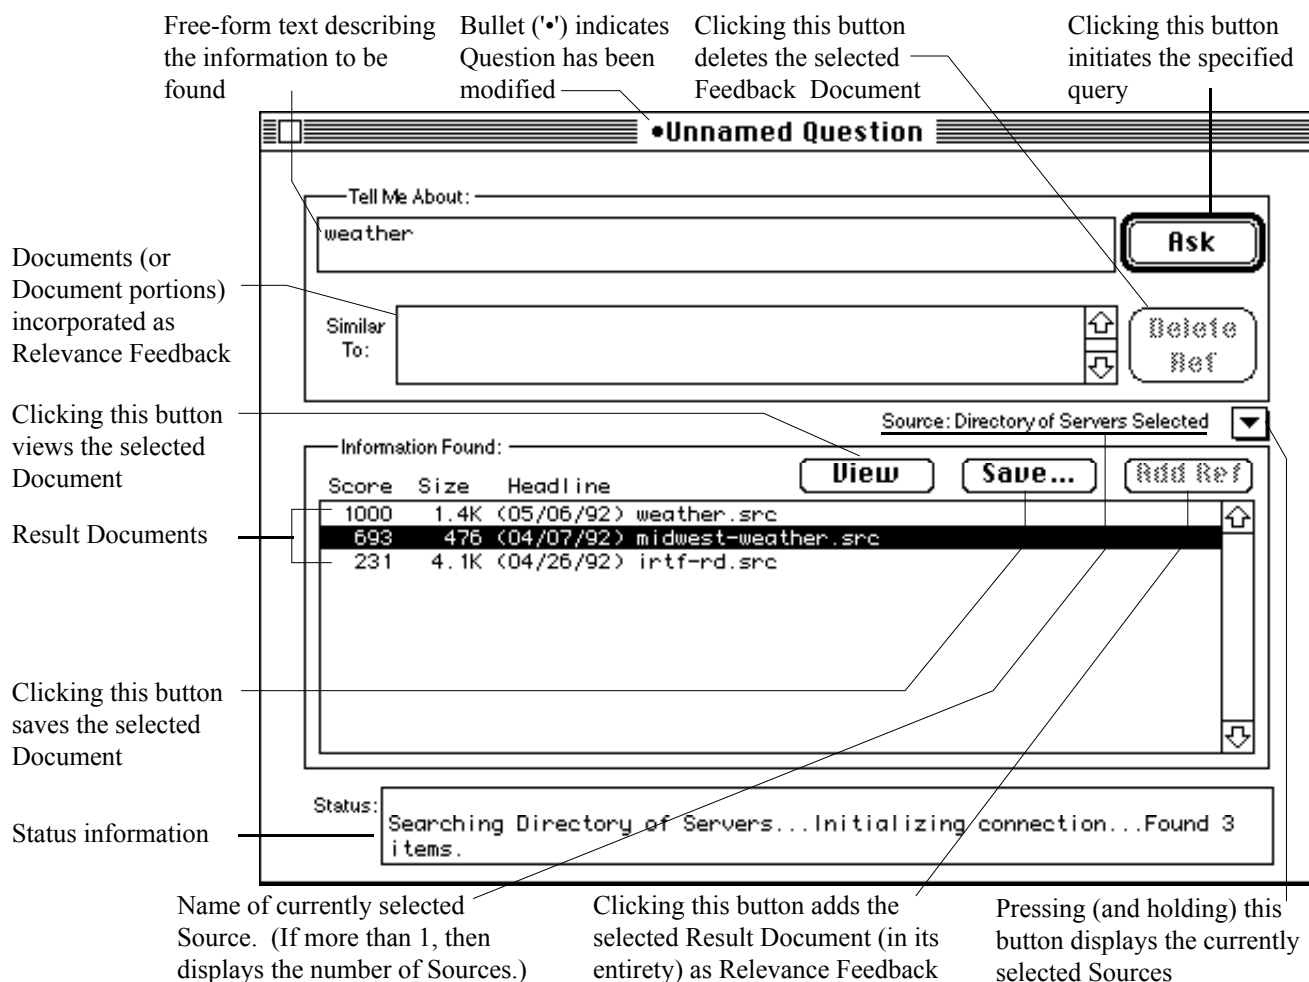 Free-form text describing
the information to be
found
Bullet ('•') indicates
Question has been
modified
Clicking this button
deletes the selected
Feedback Document
Clicking this button
initiates the specified
query
•Unnamed Question
Tell Me About:
weather
Ask
Documents (or
Document portions)
incorporated as
Relevance Feedback
Similar
To:
Delete
Ref
Clicking this button
views the selected
Document
Source: Directory of Servers Selected
Information Found:
View
Save...
Add Ref
Score Size Headline
Result Documents
1000 1.4K (05/06/92) weather.src
693 476 (04/07/92) midwest-weather.src
231 4.1K (04/26/92) irtf-rd.src
Clicking this button
saves the selected
Document
Status:
Status information
Searching Directory of Servers...Initializing connection...Found 3
items.
Name of currently selected
Source. (If more than 1, then
displays the number of Sources.)
Clicking this button adds the
selected Result Document (in its
entirety) as Relevance Feedback
Pressing (and holding) this
button displays the currently
selected Sources